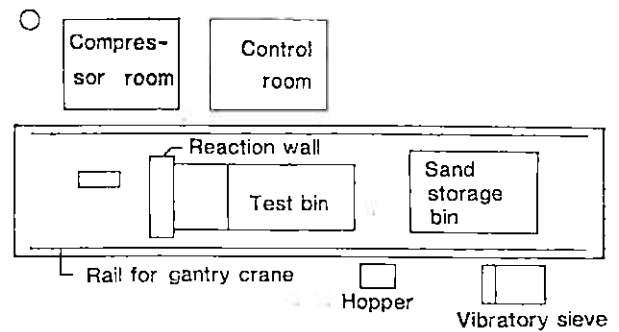 Compres-
sor room
Control
room
Reaction wall
Test bin
Sand
storage
bin
Rail for gantry crane
Hopper
Vibratory sieve